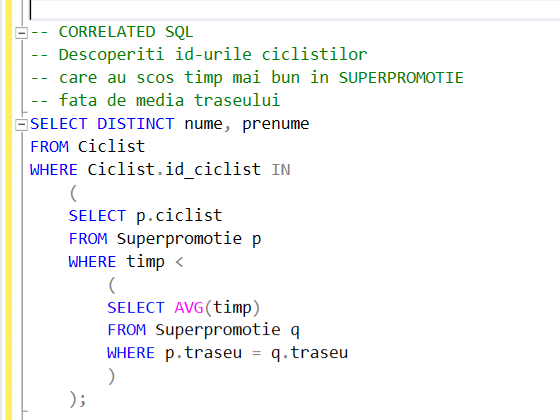 -- CORRELATED SQL
-- Descoperiti id-urile ciclistilor
-- care au scos timp mai bun in SUPERPROMOTIE
-- fata de media traseului
SELECT DISTINCT nume, prenume
FROM Ciclist
WHERE Ciclist.id_ciclist IN
(
SELECT p.ciclist
FROM Superpromotie p
WHERE timp <
(
SELECT AVG(timp)
FROM Superpromotie q
WHERE p.traseu = q.traseu
)
);